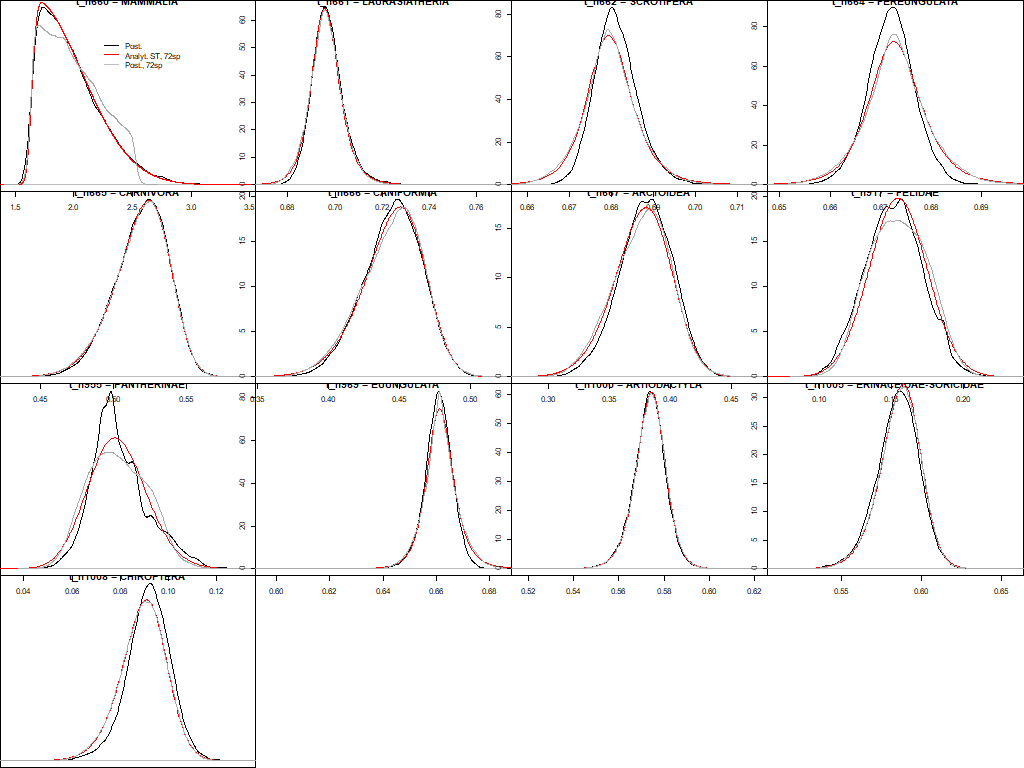 t_n660 − MAMMALIA
t_n661 − LAURASIATHERIA
t_n662 − SCROTIFERA
t_n664 − FEREUNGULATA
Post.
Analyt. ST, 72sp
Post., 72sp
0 10 20 30 40 50 60
0 20 40 60 80
0 20 40 60 80
1.5 2.0 2.5 3.0 3.5
0.68 0.70 0.72 0.74 0.76
0.66 0.67 0.68 0.69 0.70 0.71
0.65 0.66 0.67 0.68 0.69
t_n665 − CARNIVORA
t_n666 − CANIFORMIA
t_n667 − ARCTOIDEA
t_n917 − FELIDAE
0 5 10 15 20
0 5 10 15
0 5 10 15 20
0.45 0.50 0.55
0.35 0.40 0.45 0.50
0.30 0.35 0.40 0.45
0.10 0.15 0.20
t_n955 − PANTHERINAE
t_n969 − EUUNGULATA
t_n1000 − ARTIODACTYLA
t_n1005 − ERINACEIDAE-SORICIDAE
0 20 40 60 80
0 10 20 30 40 50 60
0 5 10 15 20 25 30
0.04 0.06 0.08 0.10 0.12
0.60 0.62 0.64 0.66 0.68
0.52 0.54 0.56 0.58 0.60 0.62
0.55 0.60 0.65
t_n1008 − CHIROPTERA